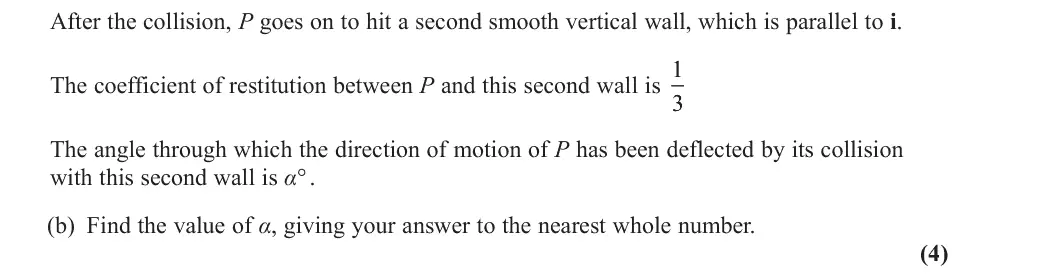 After the collision, P goes on to hit a second smooth vertical wall, which is parallel to i.
The coefficient of restitution between P and this second wall is 1/3
The angle through which the direction of motion of P has been deflected by its collision
with this second wall is α°.
(b) Find the value of α, giving your answer to the nearest whole number.
(4)